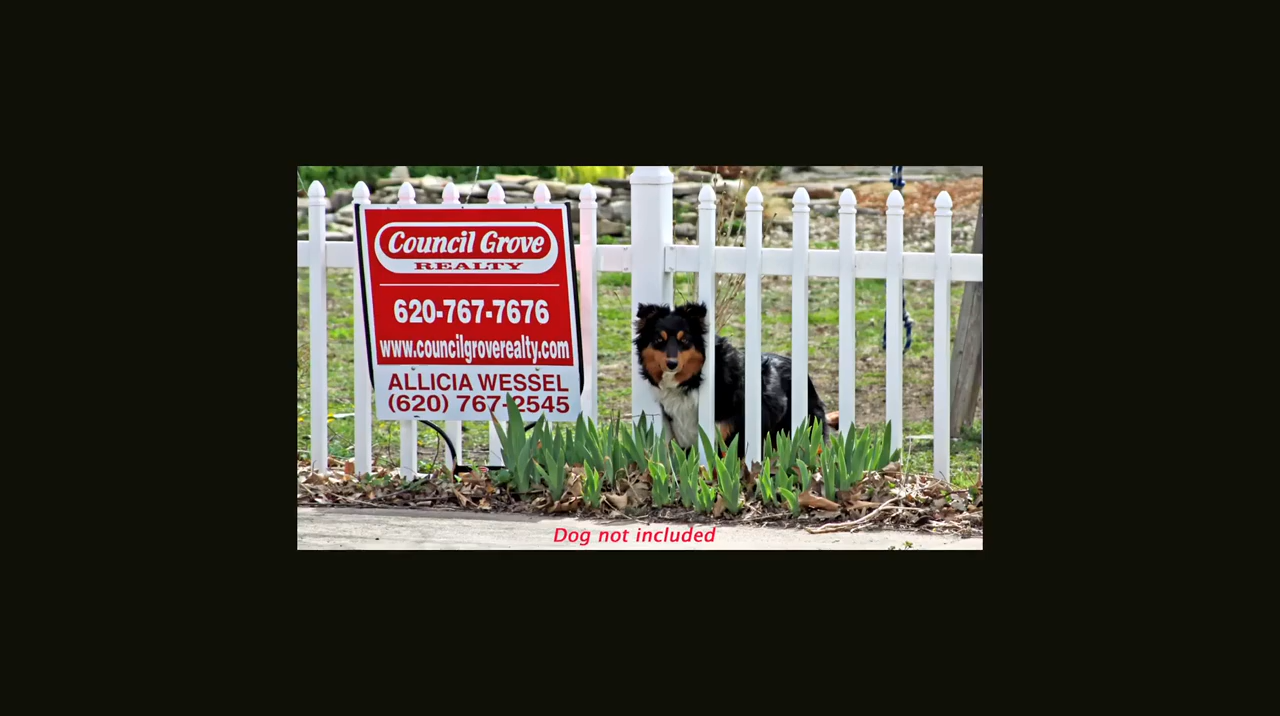 Council Grove
REALTY
620-767-7676
www.councilgroverealty.com
ALLICIA WESSEL
(620) 767-2545
Dog not included